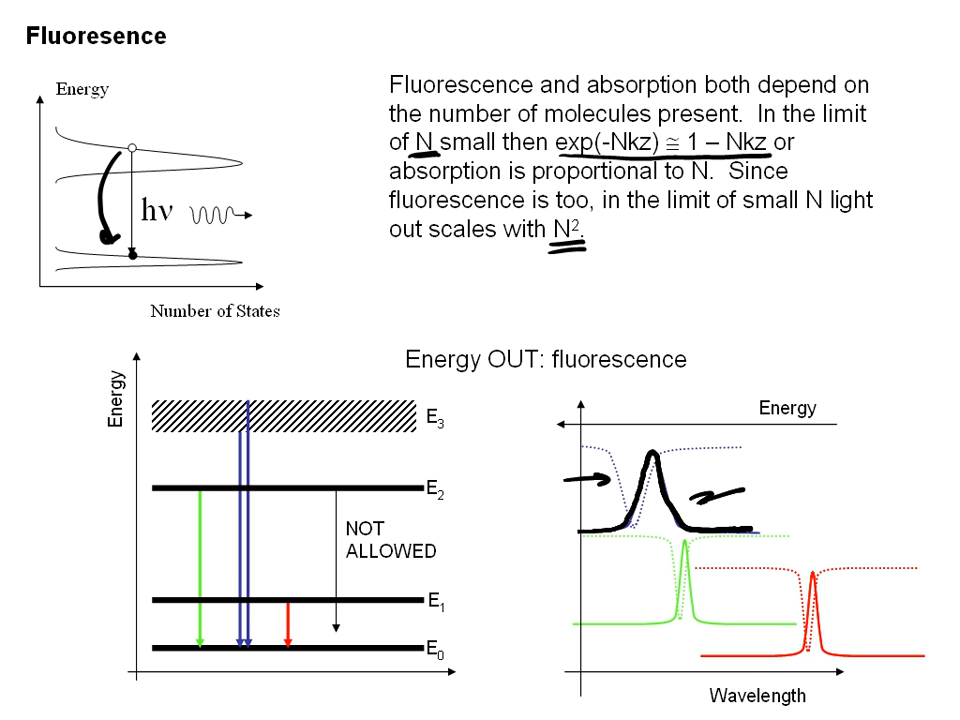 Fluoresence
Energy
Fluorescence and absorption both depend on
the number of molecules present. In the limit
of N small then exp(-Nkz) ≅ 1 – Nkz or
absorption is proportional to N. Since
fluorescence is too, in the limit of small N light
out scales with N².
hν
Number of States
Energy OUT: fluorescence
Energy
E₃
E₂
NOT
ALLOWED
E₁
E₀
Energy
Wavelength